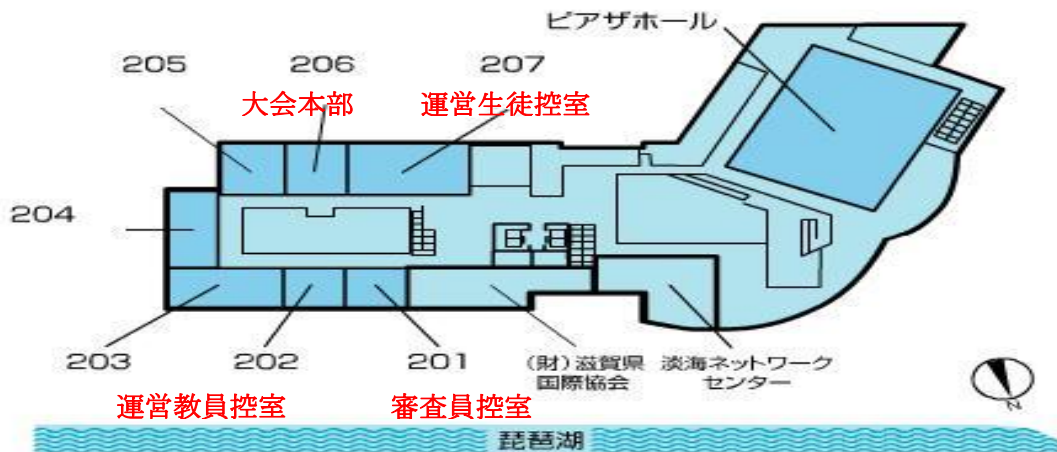 ピアザホール
205 206 207
大会本部 運営生徒控室
204
203 202 201
(財)滋賀県
国際協会
淡海ネットワーク
センター
運営教員控室 審査員控室
N
琵琶湖